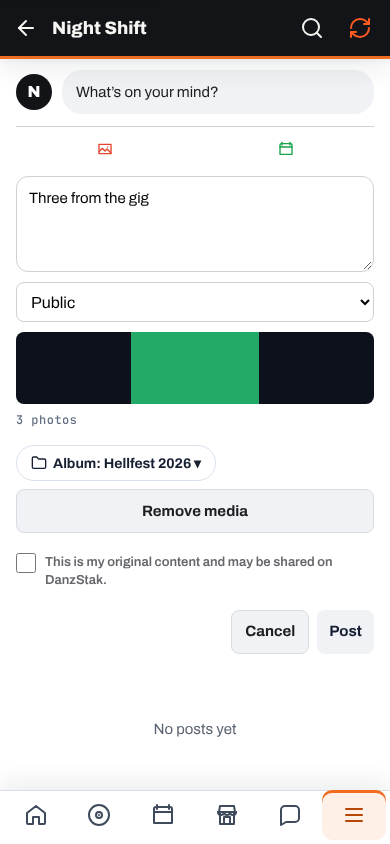 Night Shift
N
What's on your mind?
Three from the gig
Public
3 photos
Album: Hellfest 2026 ▾
Remove media
This is my original content and may be shared on
DanzStak.
Cancel
Post
No posts yet